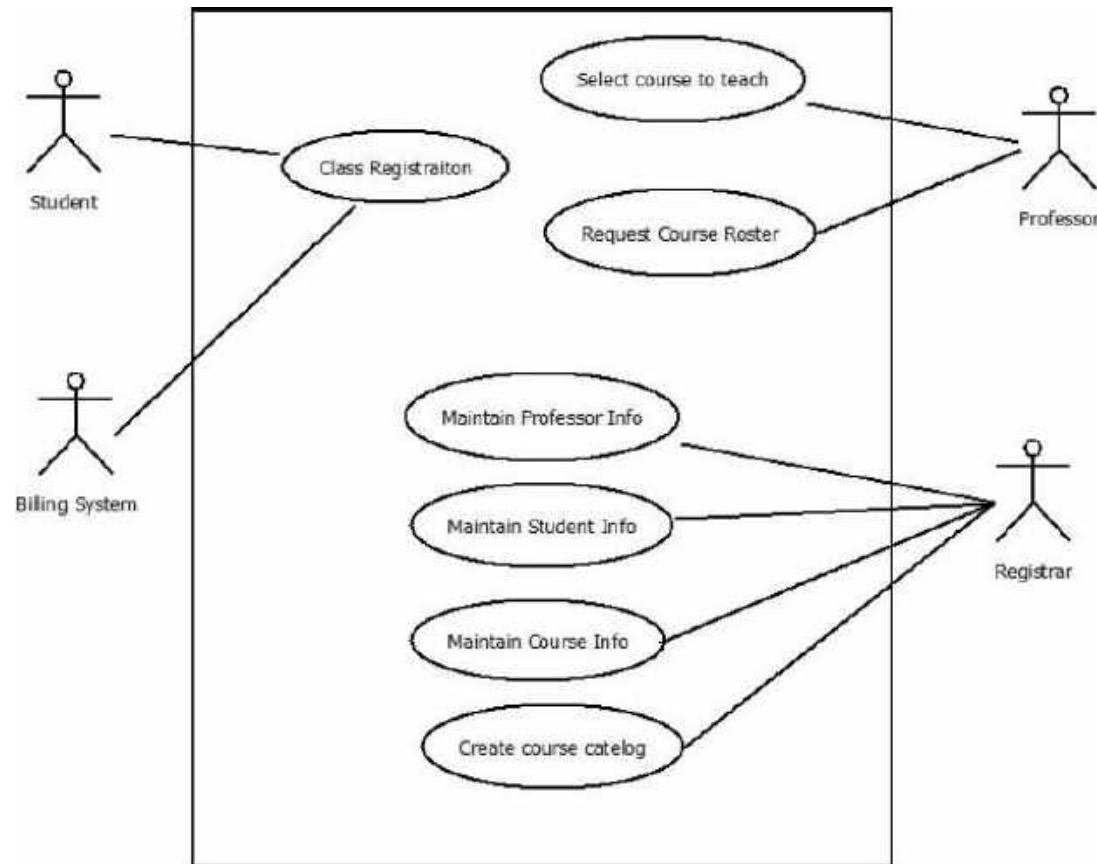 Select course to teach
Class Registraiton
Student
Professor
Request Course Roster
Maintain Professor Info
Billing System
Maintain Student Info
Registrar
Maintain Course Info
Create course catelog